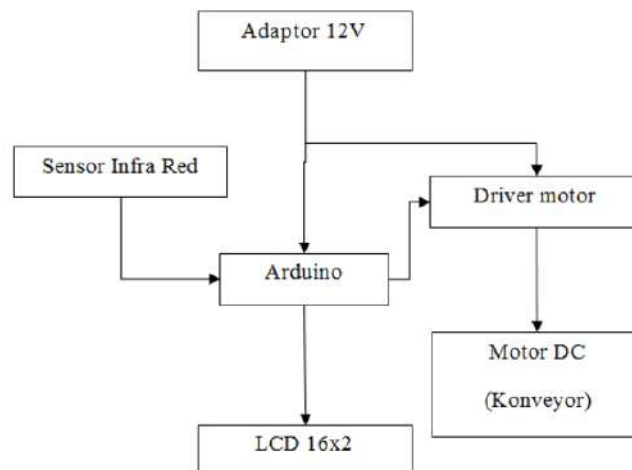 Adaptor 12V
Sensor Infra Red
Driver motor
Arduino
Motor DC
(Konveyor)
LCD 16x2